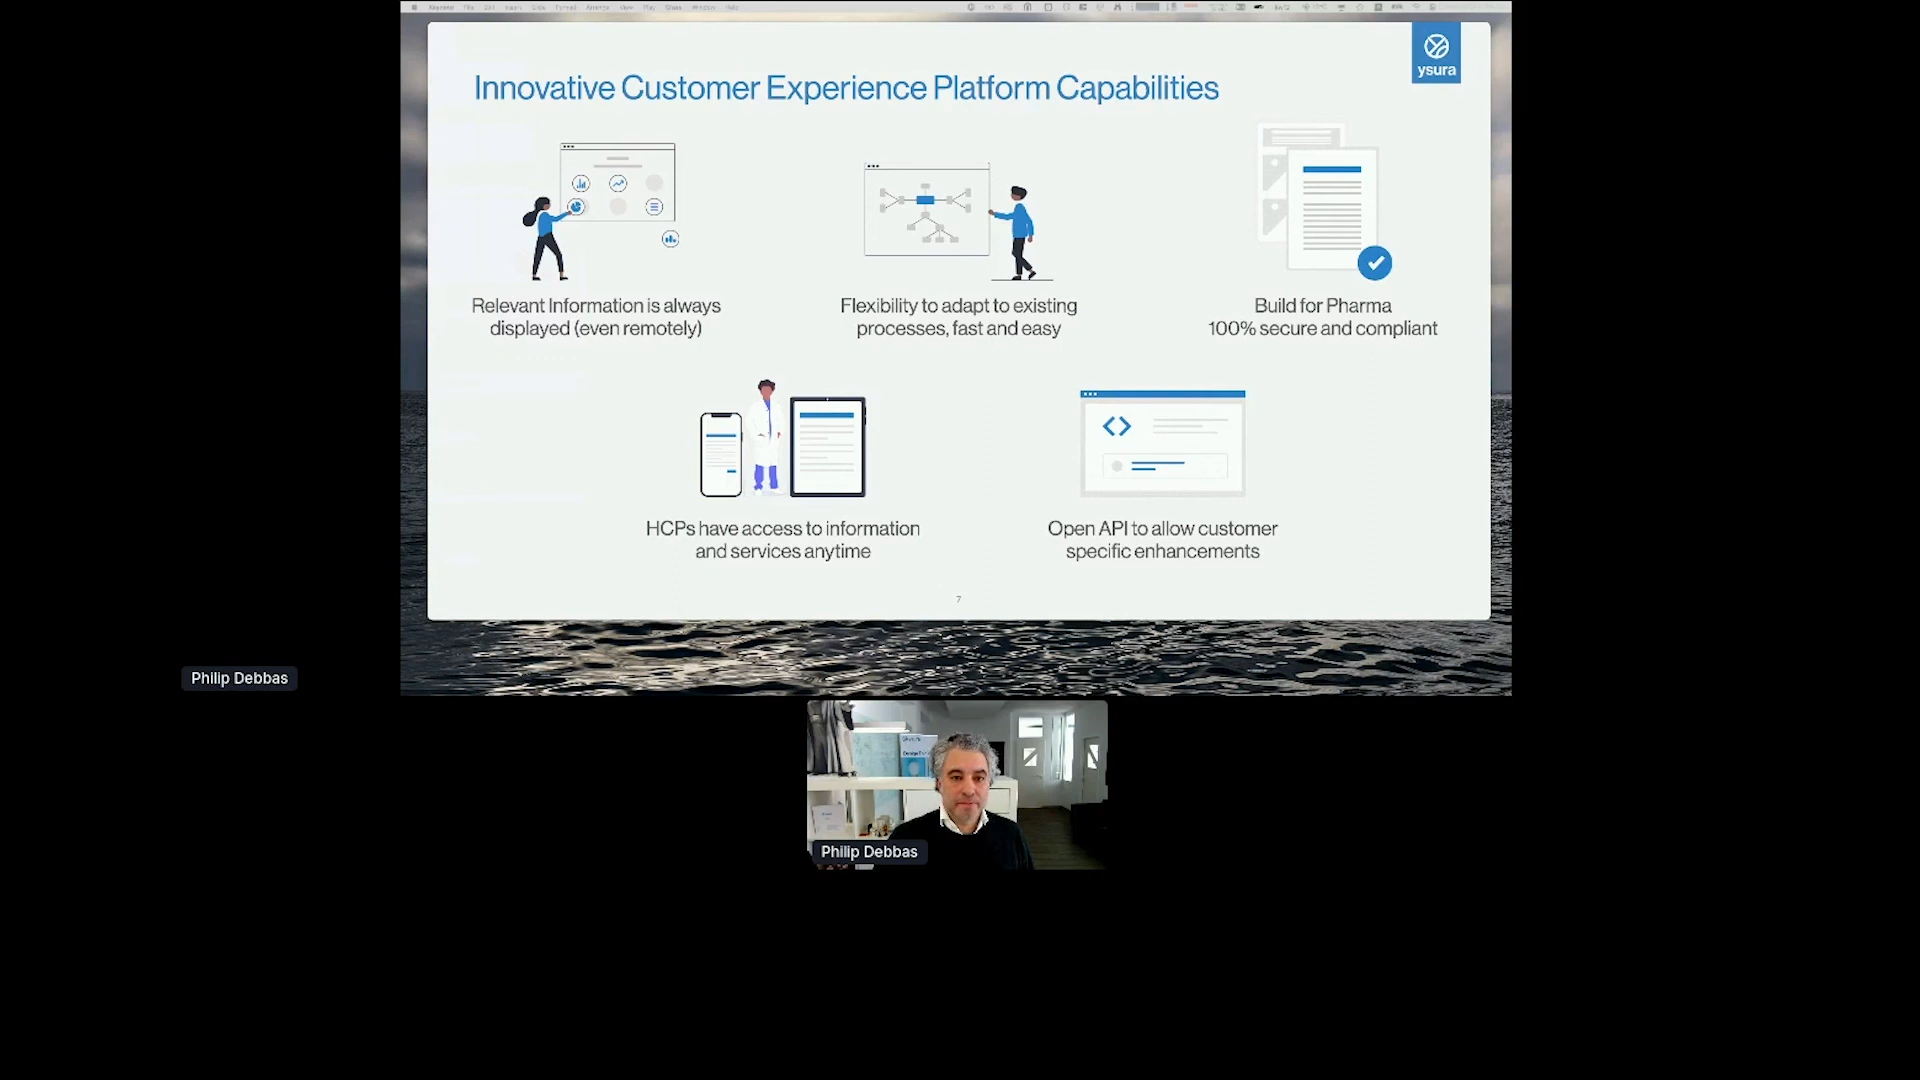 ysura
Innovative Customer Experience Platform Capabilities
Relevant Information is always
displayed (even remotely)
Flexibility to adapt to existing
processes, fast and easy
Build for Pharma
100% secure and compliant
HCPs have access to information
and services anytime
Open API to allow customer
specific enhancements
7
Philip Debbas
Philip Debbas